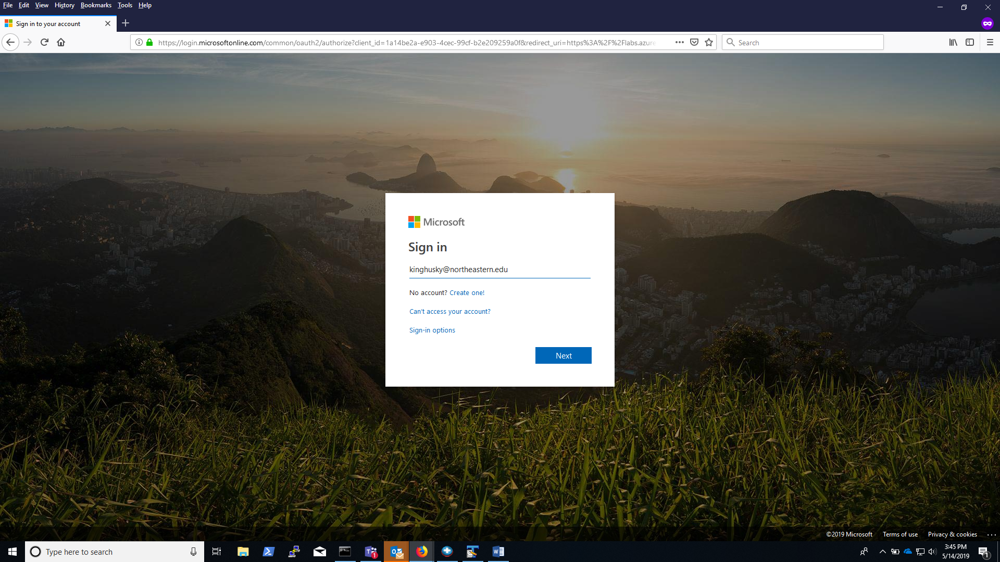 File Edit View History Bookmarks Tools Help
Sign in to your account
https://login.microsoftonline.com/common/oauth2/authorize?client_id=1a14be2a-e903-4cec-99cf-b2e209259a0f&redirect_uri=https%3A%2F%2Flabs.azure
Search
Microsoft
Sign in
kinghusky@northeastern.edu
No account? Create one!
Can't access your account?
Sign-in options
Next
©2019 Microsoft Terms of use Privacy & cookies ...
Type here to search
3:45 PM
5/14/2019
1
1